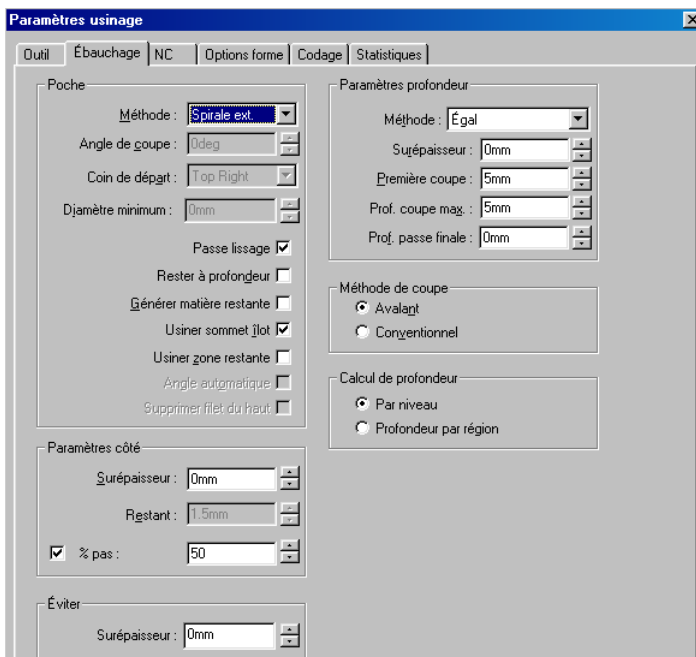 Paramètres usinage
Outil Ébauchage NC Options forme Codage Statistiques
Poche
Méthode : Spirale ext.
Angle de coupe : 0deg
Coin de départ : Top Right
Diamètre minimum : 0mm
Passe lissage
Rester à profondeur
Générer matière restante
Usiner sommet îlot
Usiner zone restante
Angle automatique
Supprimer filet du haut
Paramètres côté
Surépaisseur : 0mm
Restant : 1.5mm
% pas : 50
Éviter
Surépaisseur : 0mm
Paramètres profondeur
Méthode : Égal
Surépaisseur : 0mm
Première coupe : 5mm
Prof. coupe max. : 5mm
Prof. passe finale : 0mm
Méthode de coupe
Avalant
Conventionnel
Calcul de profondeur
Par niveau
Profondeur par région